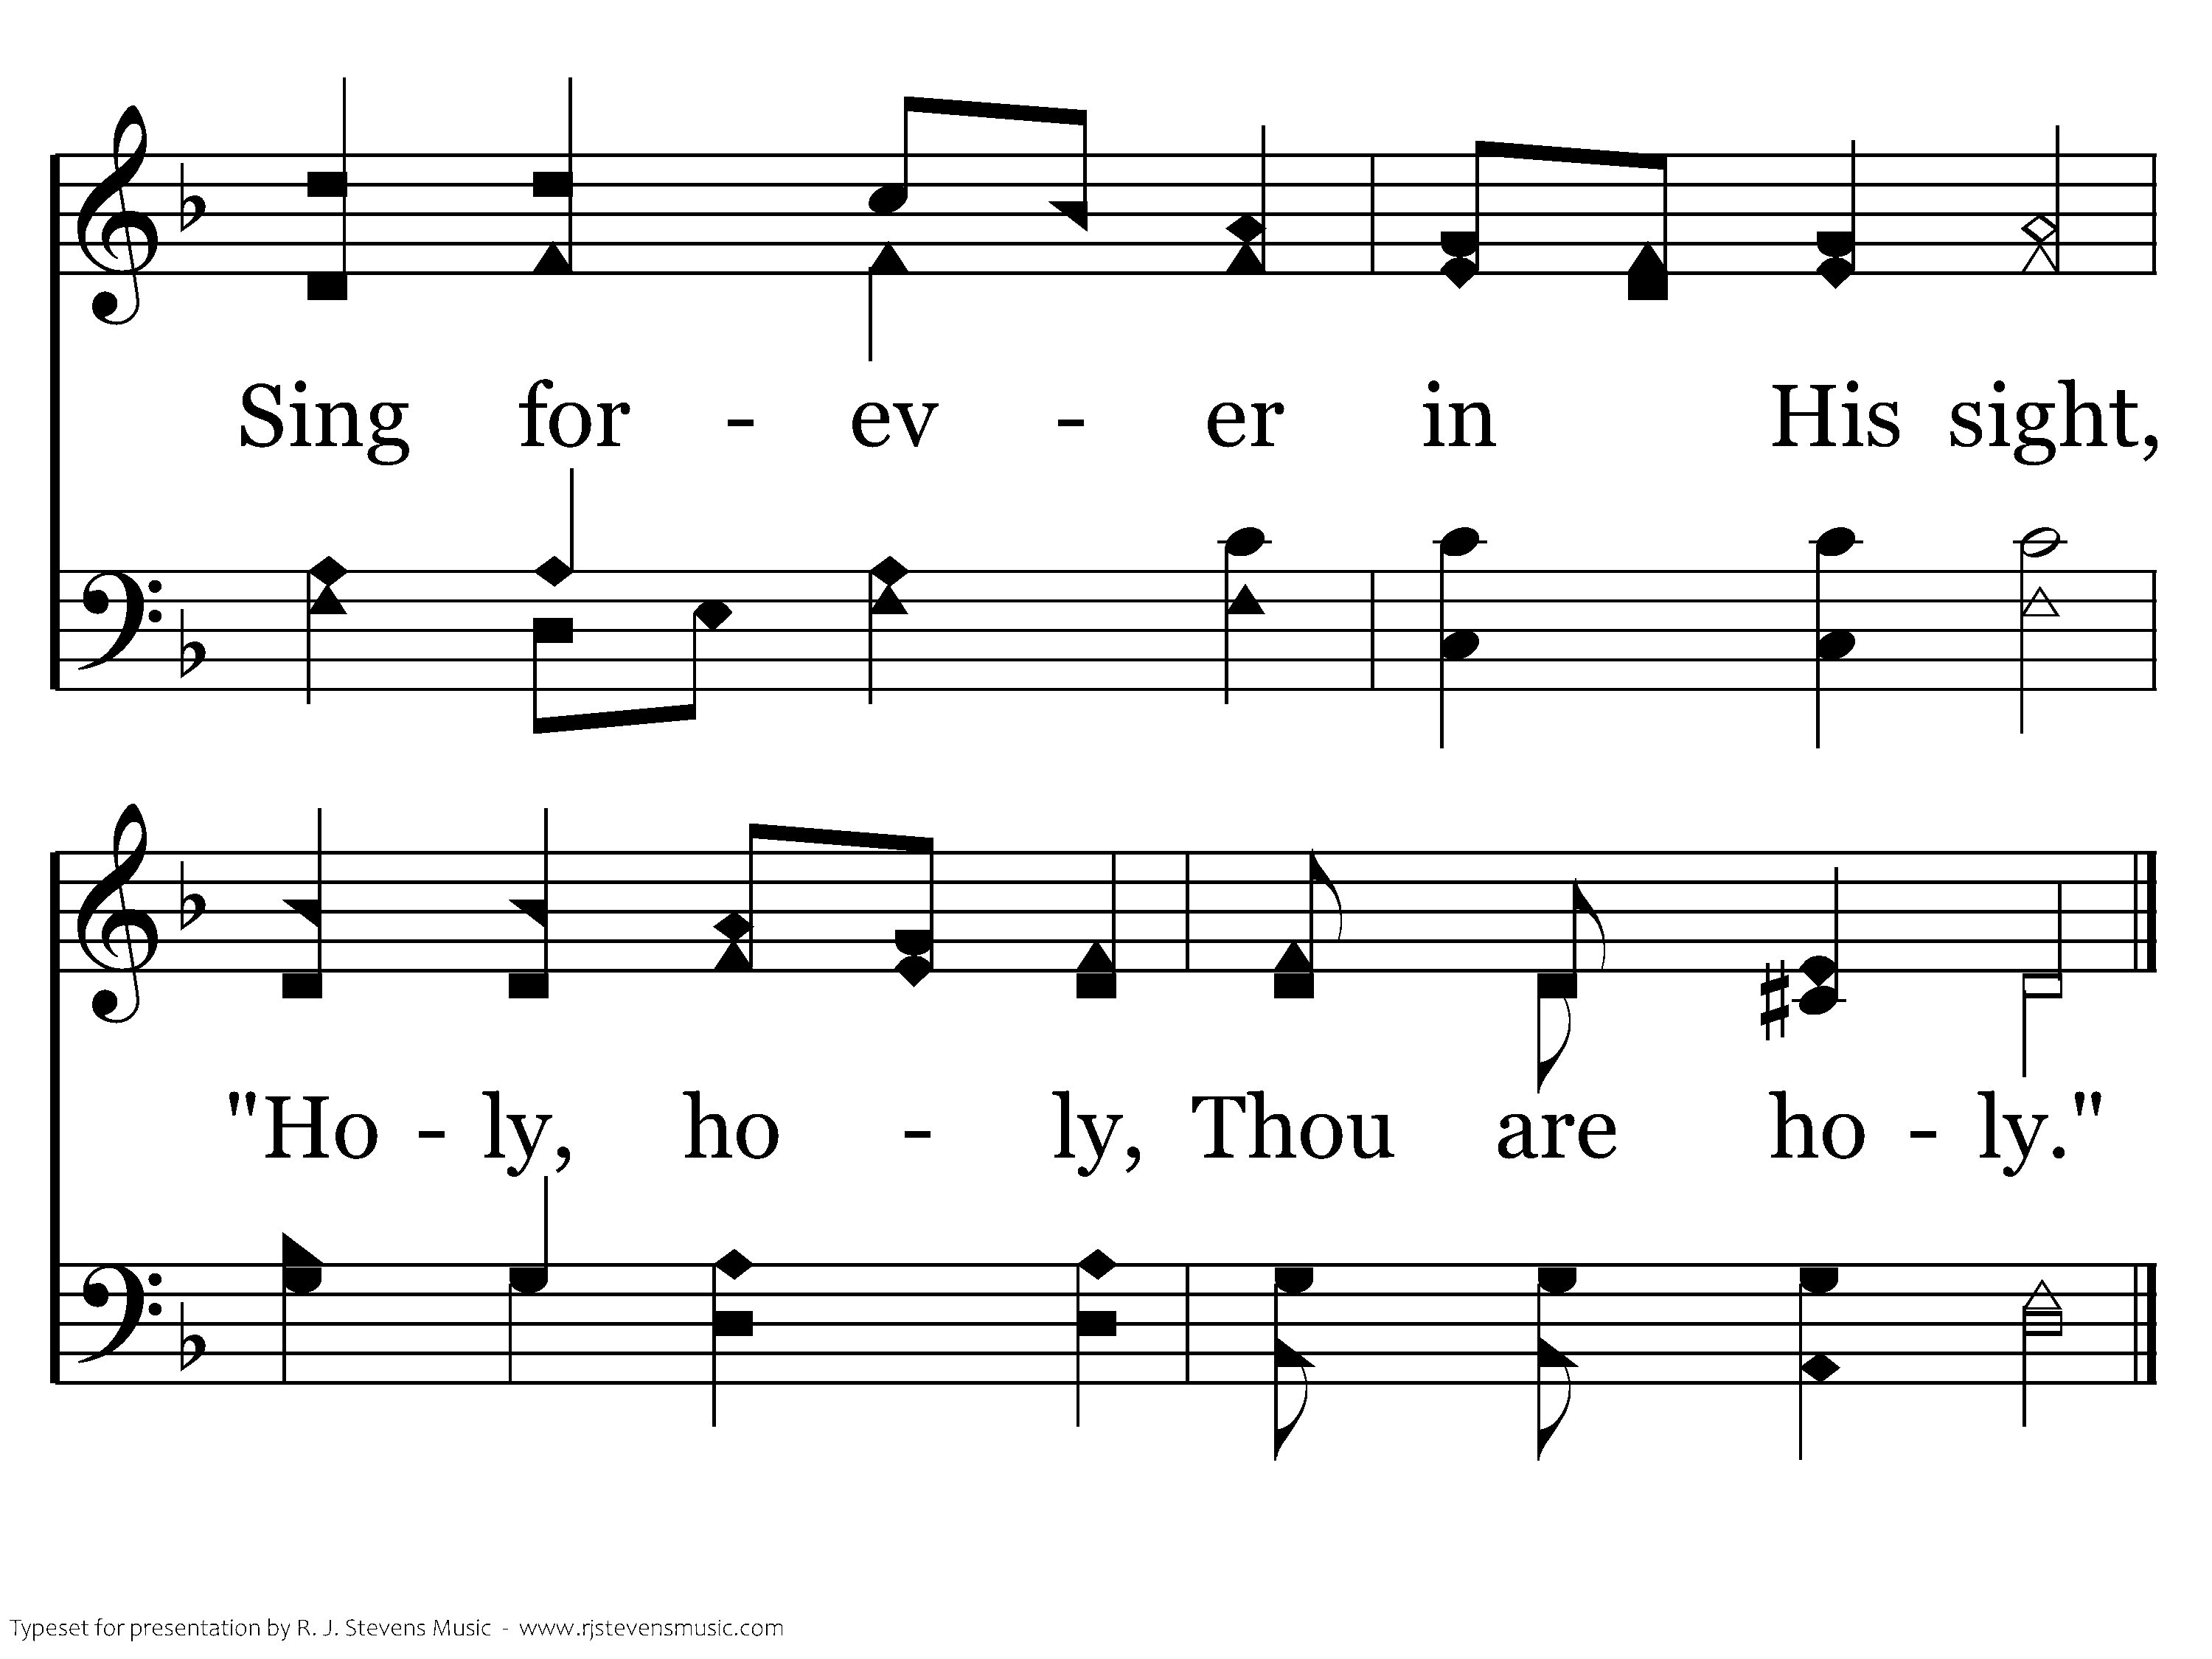 Sing for - ev - er in His sight,
"Ho - ly, ho - ly, Thou are ho - ly."
Typeset for presentation by R. J. Stevens Music - www.rjstevensmusic.com